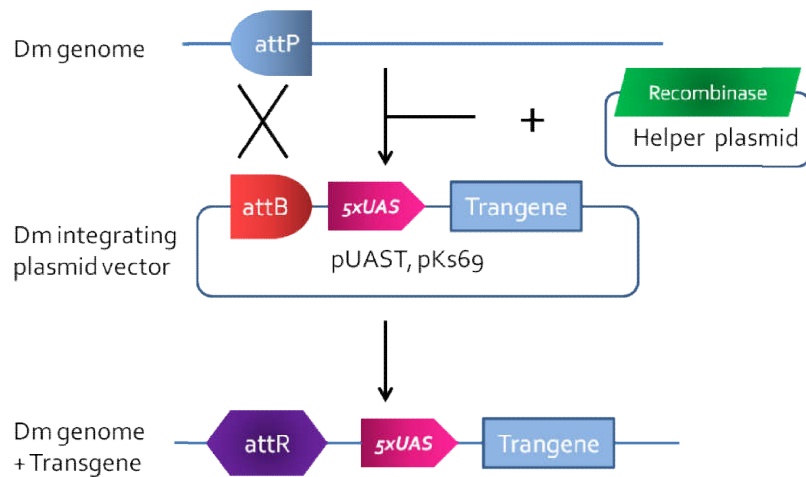 Dm genome
attP
Recombinase
+
Helper plasmid
attB
5xUAS
Trangene
Dm integrating
plasmid vector
pUAST, pKs69
Dm genome
+ Transgene
attR
5xUAS
Trangene